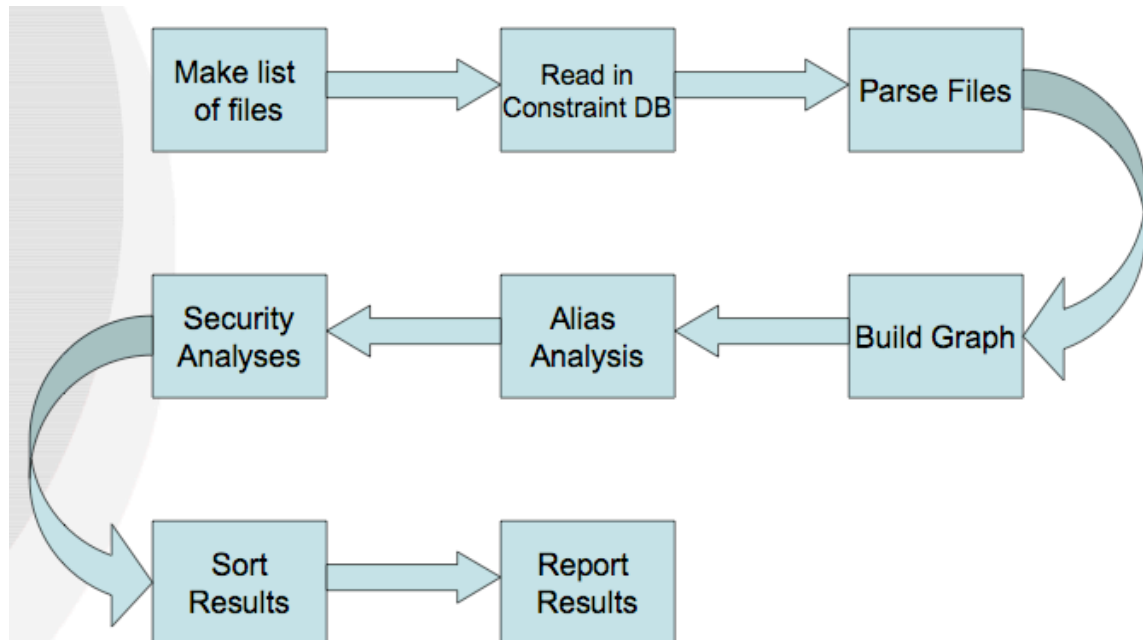 Make list
of files
Read in
Constraint DB
Parse Files
Build Graph
Alias
Analysis
Security
Analyses
Sort
Results
Report
Results